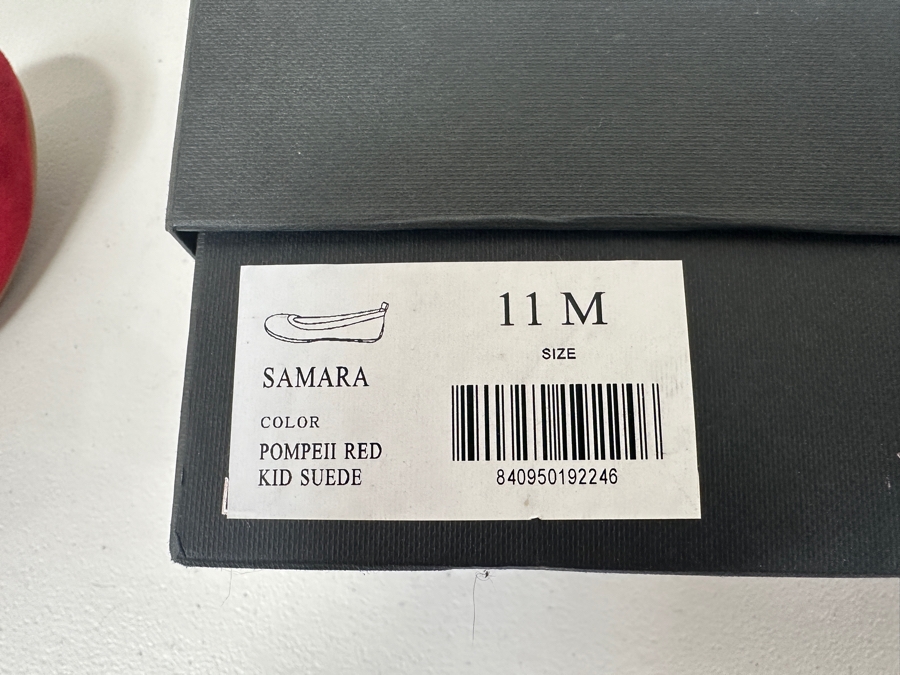 SAMARA
COLOR
POMPEII RED
KID SUEDE
11 M
SIZE
840950192246